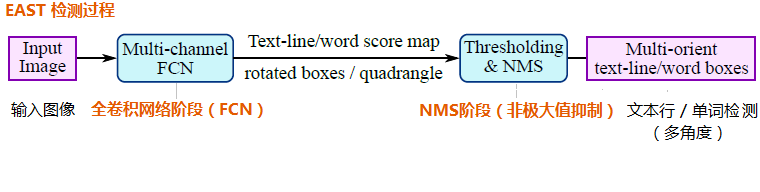 EAST 检测过程
Input
Image
Multi-channel
FCN
Text-line/word score map
rotated boxes / quadrangle
Thresholding
& NMS
Multi-orient
text-line/word boxes
输入图像
全卷积网络阶段（FCN）
NMS阶段（非极大值抑制）
文本行 / 单词检测
（多角度）